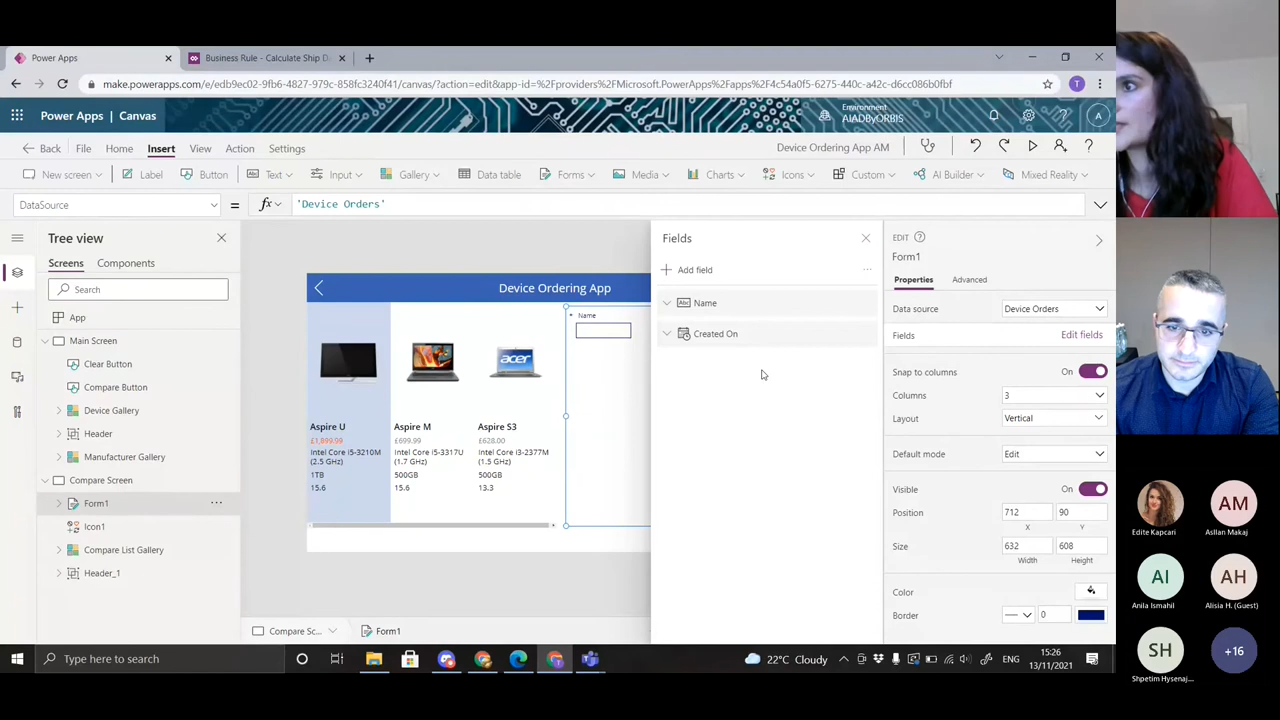 Power Apps
Business Rule - Calculate Ship D
make.powerapps.com/e/edb9ec02-9fb6-4827-979c-858fc3240f41/canvas/?action=edit&app-id=%2Fproviders%2FMicrosoft.PowerApps%2Fapps%2F4c54a0f5-6275-440c-a42c-d6cc086b0fbf
T
Power Apps | Canvas
Environment
AIADByORBIS
A
Back File Home Insert View Action Settings
Device Ordering App AM
New screen Label Button Text Input Gallery Data table Forms Media Charts Icons Custom AI Builder Mixed Reality
DataSource = fx 'Device Orders'
Tree view
Screens Components
Search
App
Main Screen
Clear Button
Compare Button
Device Gallery
Header
Manufacturer Gallery
Compare Screen
Form1
Icon1
Compare List Gallery
Header_1
Device Ordering App
acer
Aspire U
£1,899.99
Intel Core i5-3210M
(2.5 GHz)
1TB
15.6
Aspire M
£699.99
Intel Core i5-3317U
(1.7 GHz)
500GB
15.6
Aspire S3
£628.00
Intel Core i3-2377M
(1.5 GHz)
500GB
13.3
* Name
Compare Sc...
Form1
Fields
Add field
Abc Name
Created On
EDIT
Form1
Properties Advanced
Data source Device Orders
Fields Edit fields
Snap to columns On
Columns 3
Layout Vertical
Default mode Edit
Visible On
Position 712 90
X Y
Size 632 608
Width Height
Color
Border 0
Type here to search
22°C Cloudy
ENG
15:26
13/11/2021
Edite Kapcari
AM
Asllan Makaj
AI
Anila Ismahil
AH
Alisia H. (Guest)
SH
Shpetim Hysenaj...
+16